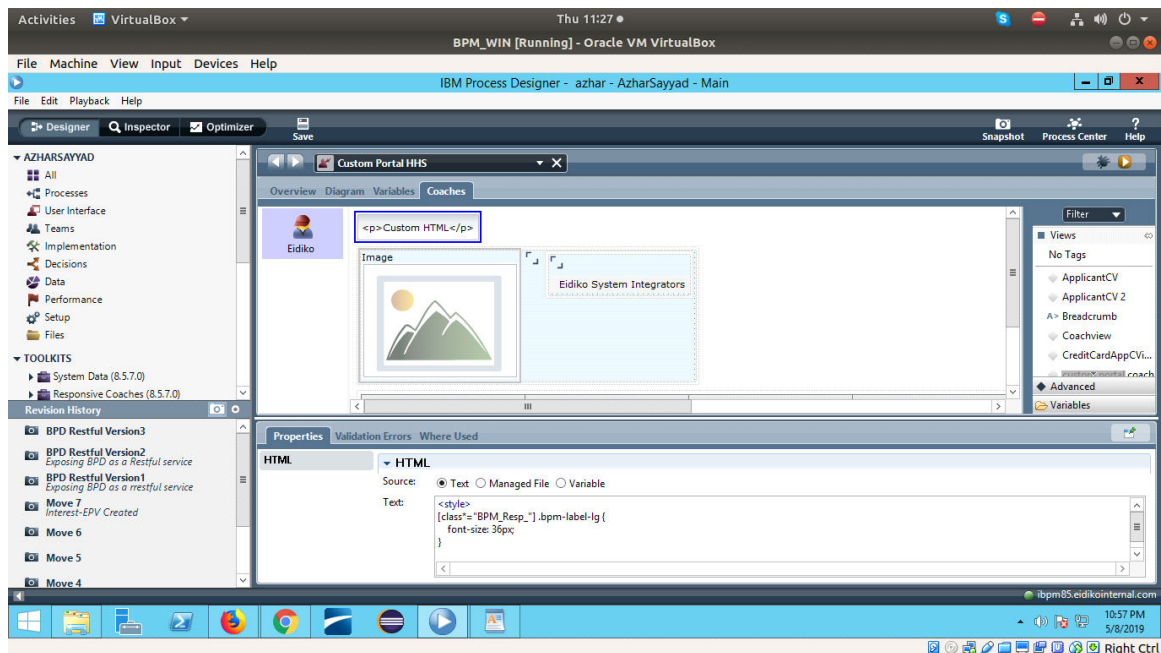 Activities VirtualBox Thu 11:27
BPM_WIN [Running] - Oracle VM VirtualBox
File Machine View Input Devices Help
IBM Process Designer - azhar - AzharSayyad - Main
File Edit Playback Help
Designer Inspector Optimizer Save Snapshot Process Center Help
AZHARSAYYAD
All
Processes
User Interface
Teams
Implementation
Decisions
Data
Performance
Setup
Files
TOOLKITS
System Data (8.5.7.0)
Responsive Coaches (8.5.7.0)
Revision History
BPD Restful Version3
BPD Restful Version2
Exposing BPD as a Restful service
BPD Restful Version1
Exposing BPD as a rrestful service
Move 7
Interest-EPV Created
Move 6
Move 5
Move 4
Custom Portal HHS
Overview Diagram Variables Coaches
Eidiko
<p>Custom HTML</p>
Image
Eidiko System Integrators
Filter
Views
No Tags
ApplicantCV
ApplicantCV 2
Breadcrumb
Coachview
CreditCardAppCVi...
custom portal coach
Advanced
Variables
Properties Validation Errors Where Used
HTML
HTML
Source: Text Managed File Variable
Text:
<style>
[class*="BPM_Resp_"] .bpm-label-lg {
font-size: 36px;
}
ibpm85.eidikointernal.com
10:57 PM
5/8/2019
Right Ctrl